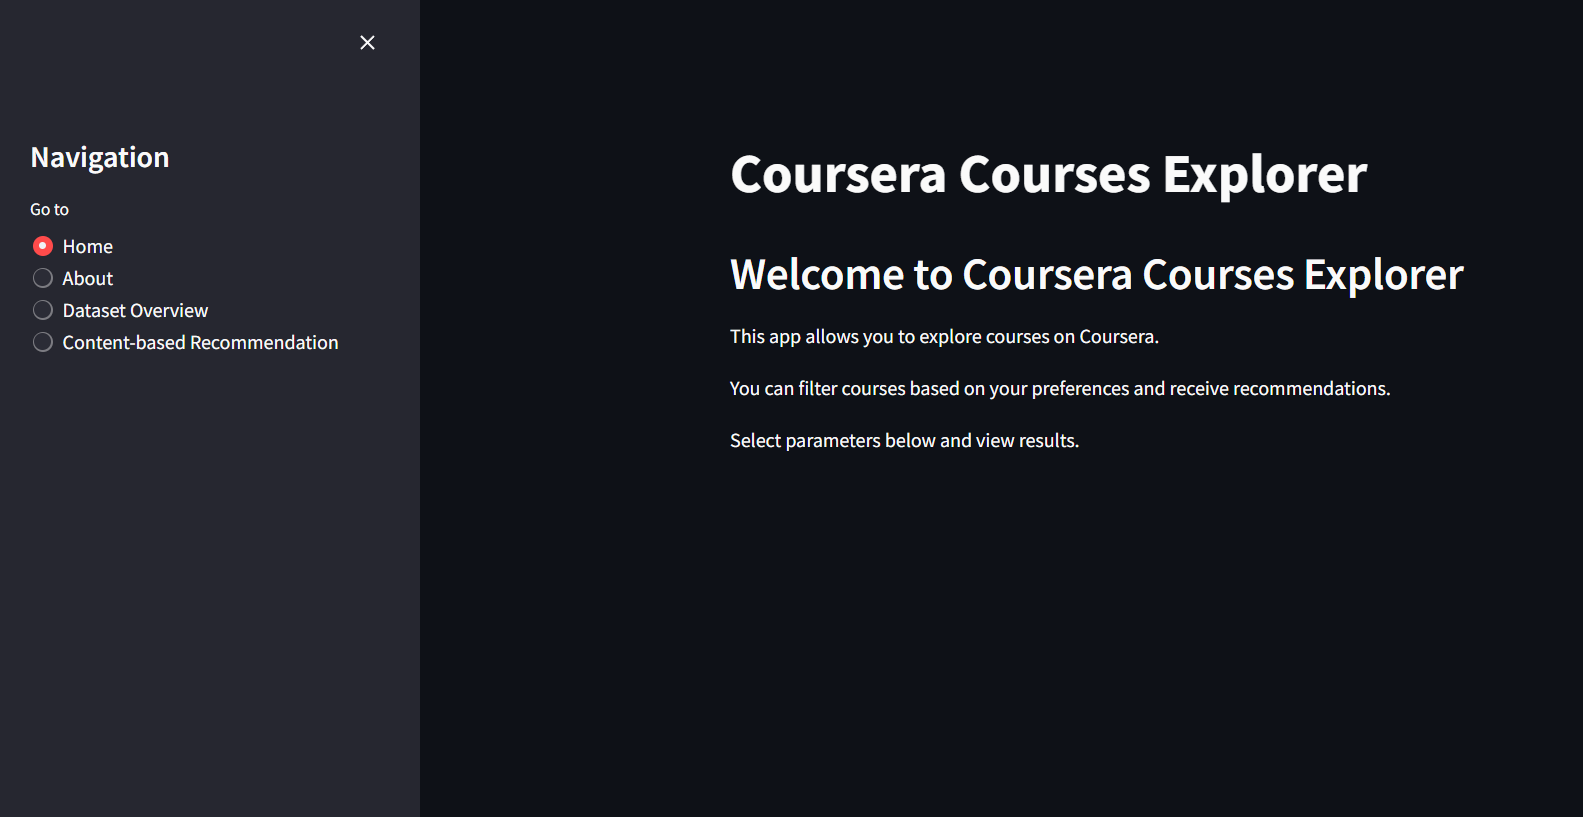 Navigation
Go to
Home
About
Dataset Overview
Content-based Recommendation
Coursera Courses Explorer
Welcome to Coursera Courses Explorer
This app allows you to explore courses on Coursera.
You can filter courses based on your preferences and receive recommendations.
Select parameters below and view results.